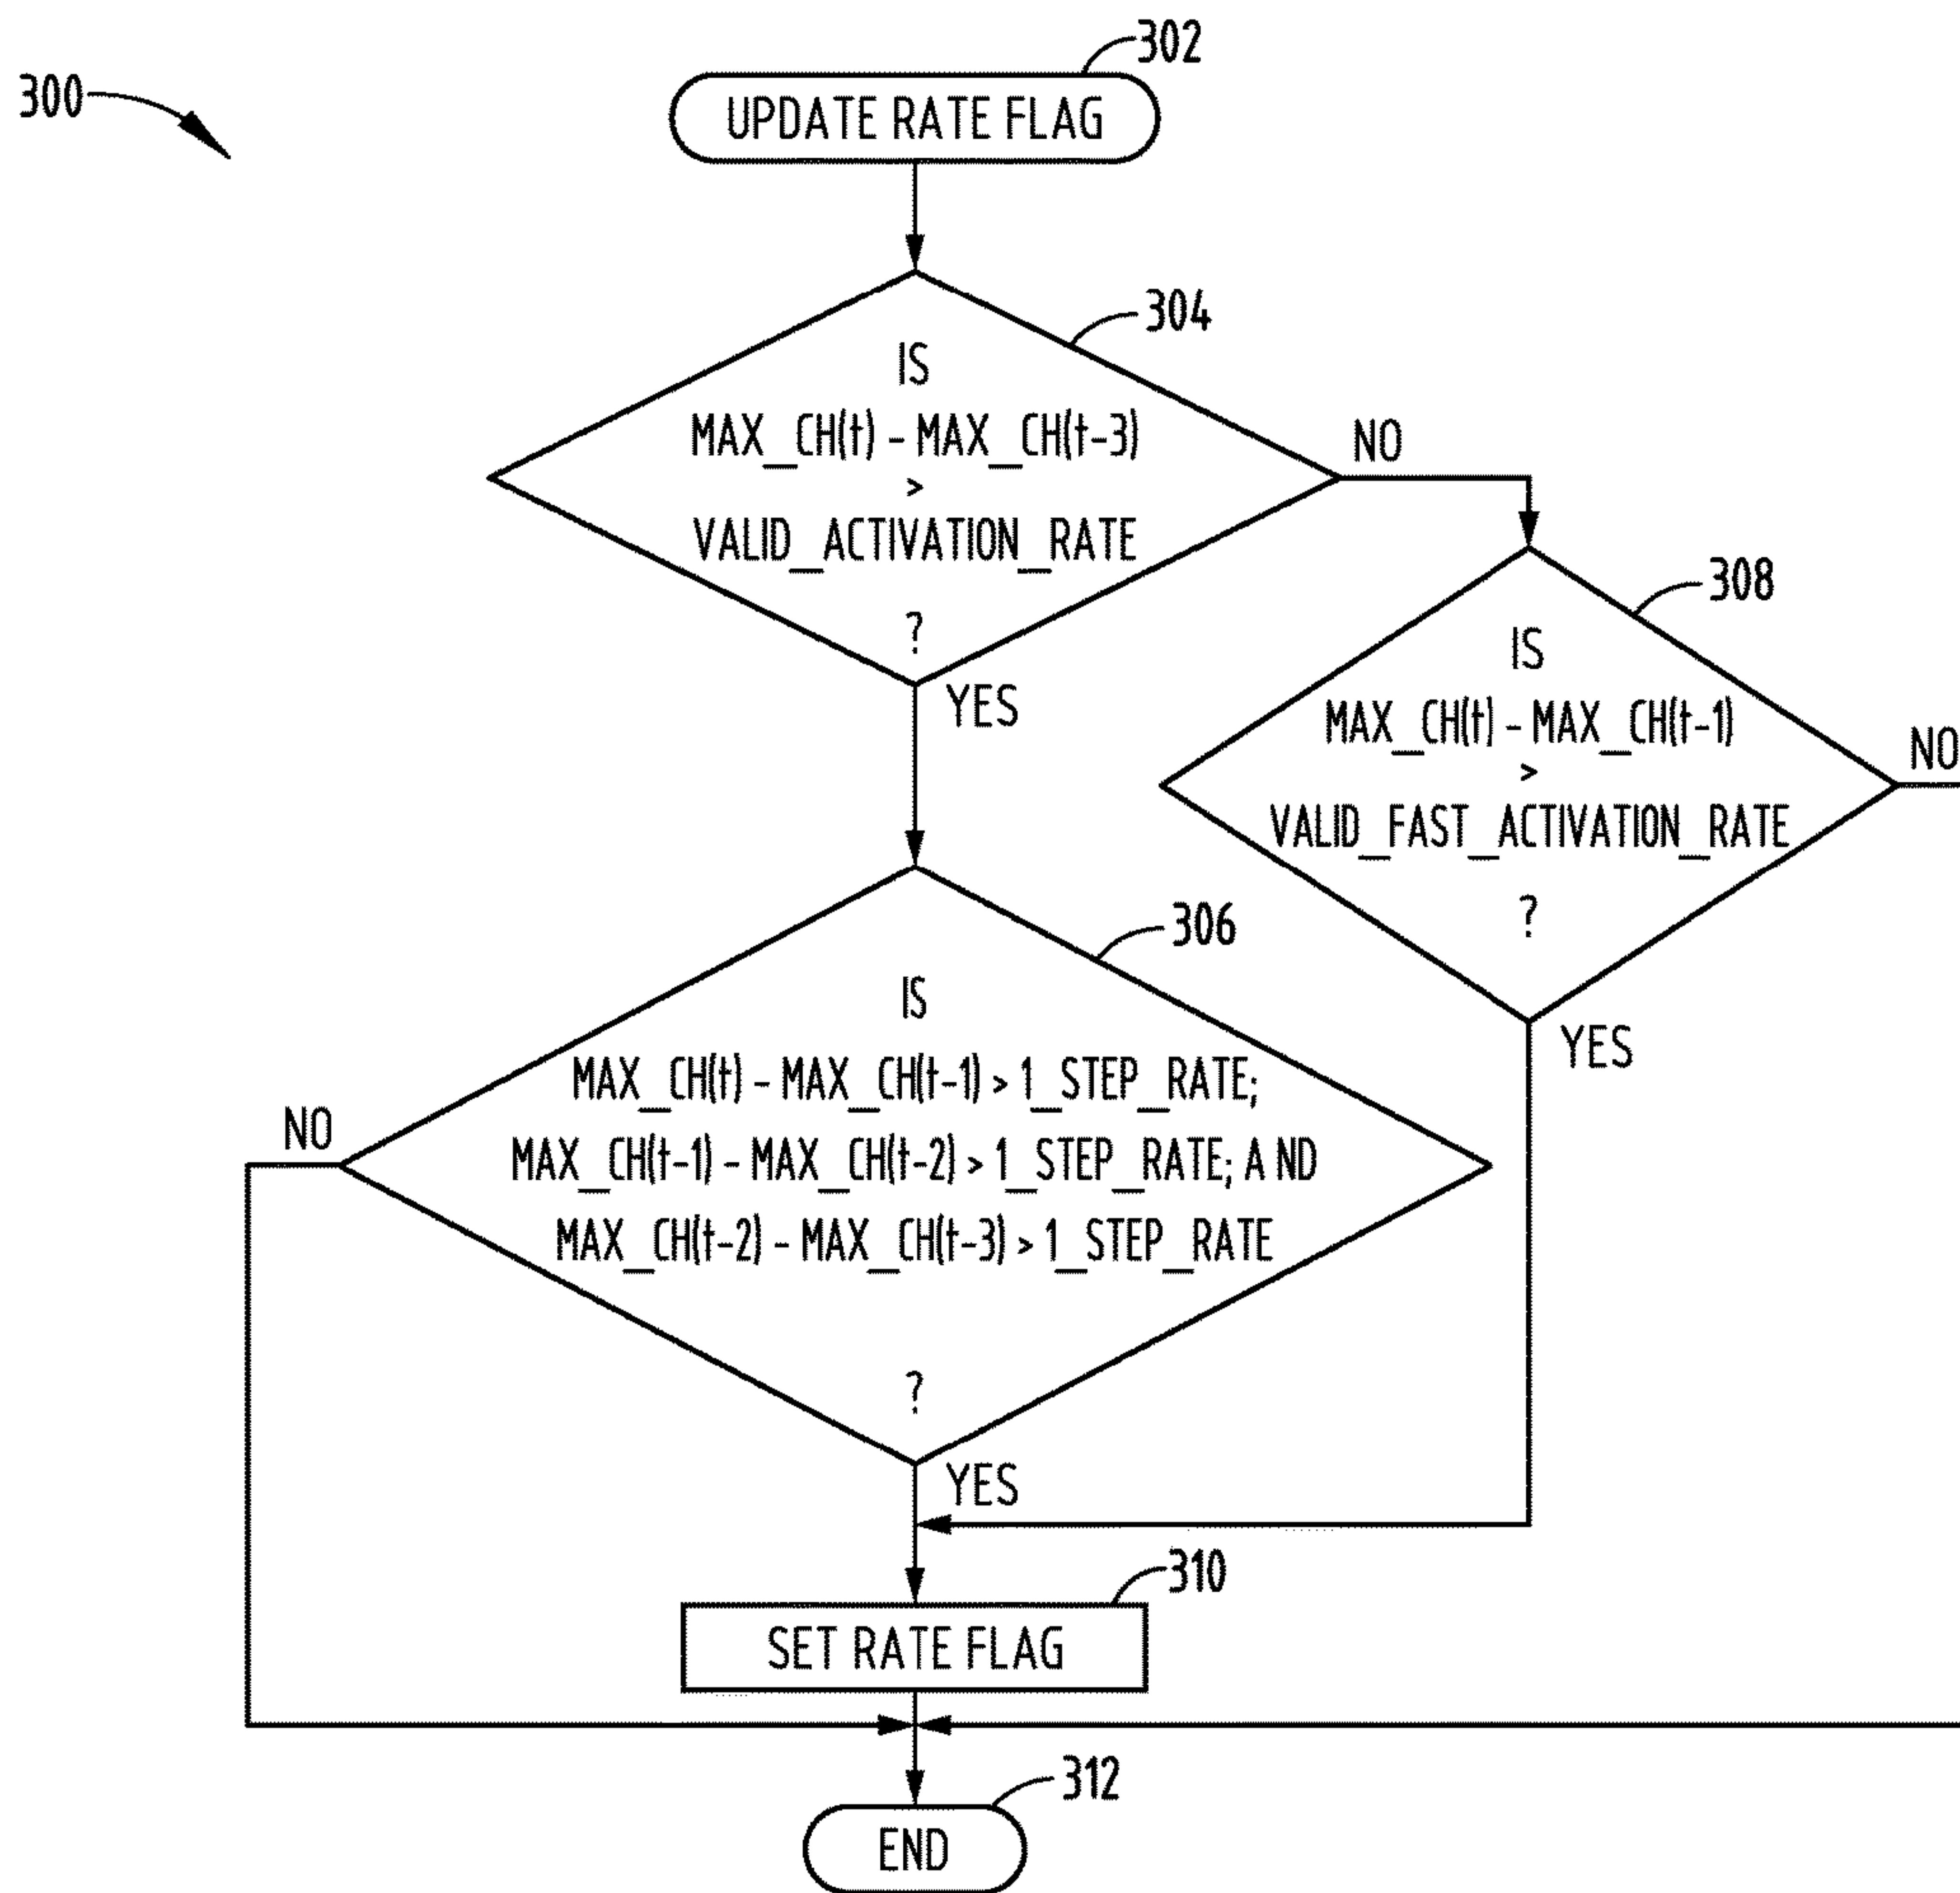 302
300
UPDATE RATE FLAG
304
IS
MAX_CH(t) - MAX_CH(t-3)
>
VALID_ACTIVATION_RATE
?
NO
YES
308
IS
MAX_CH(t) - MAX_CH(t-1)
>
VALID_FAST_ACTIVATION_RATE
?
NO
YES
306
IS
MAX_CH(t) - MAX_CH(t-1) > 1_STEP_RATE;
MAX_CH(t-1) - MAX_CH(t-2) > 1_STEP_RATE; A ND
MAX_CH(t-2) - MAX_CH(t-3) > 1_STEP_RATE
?
NO
YES
310
SET RATE FLAG
312
END